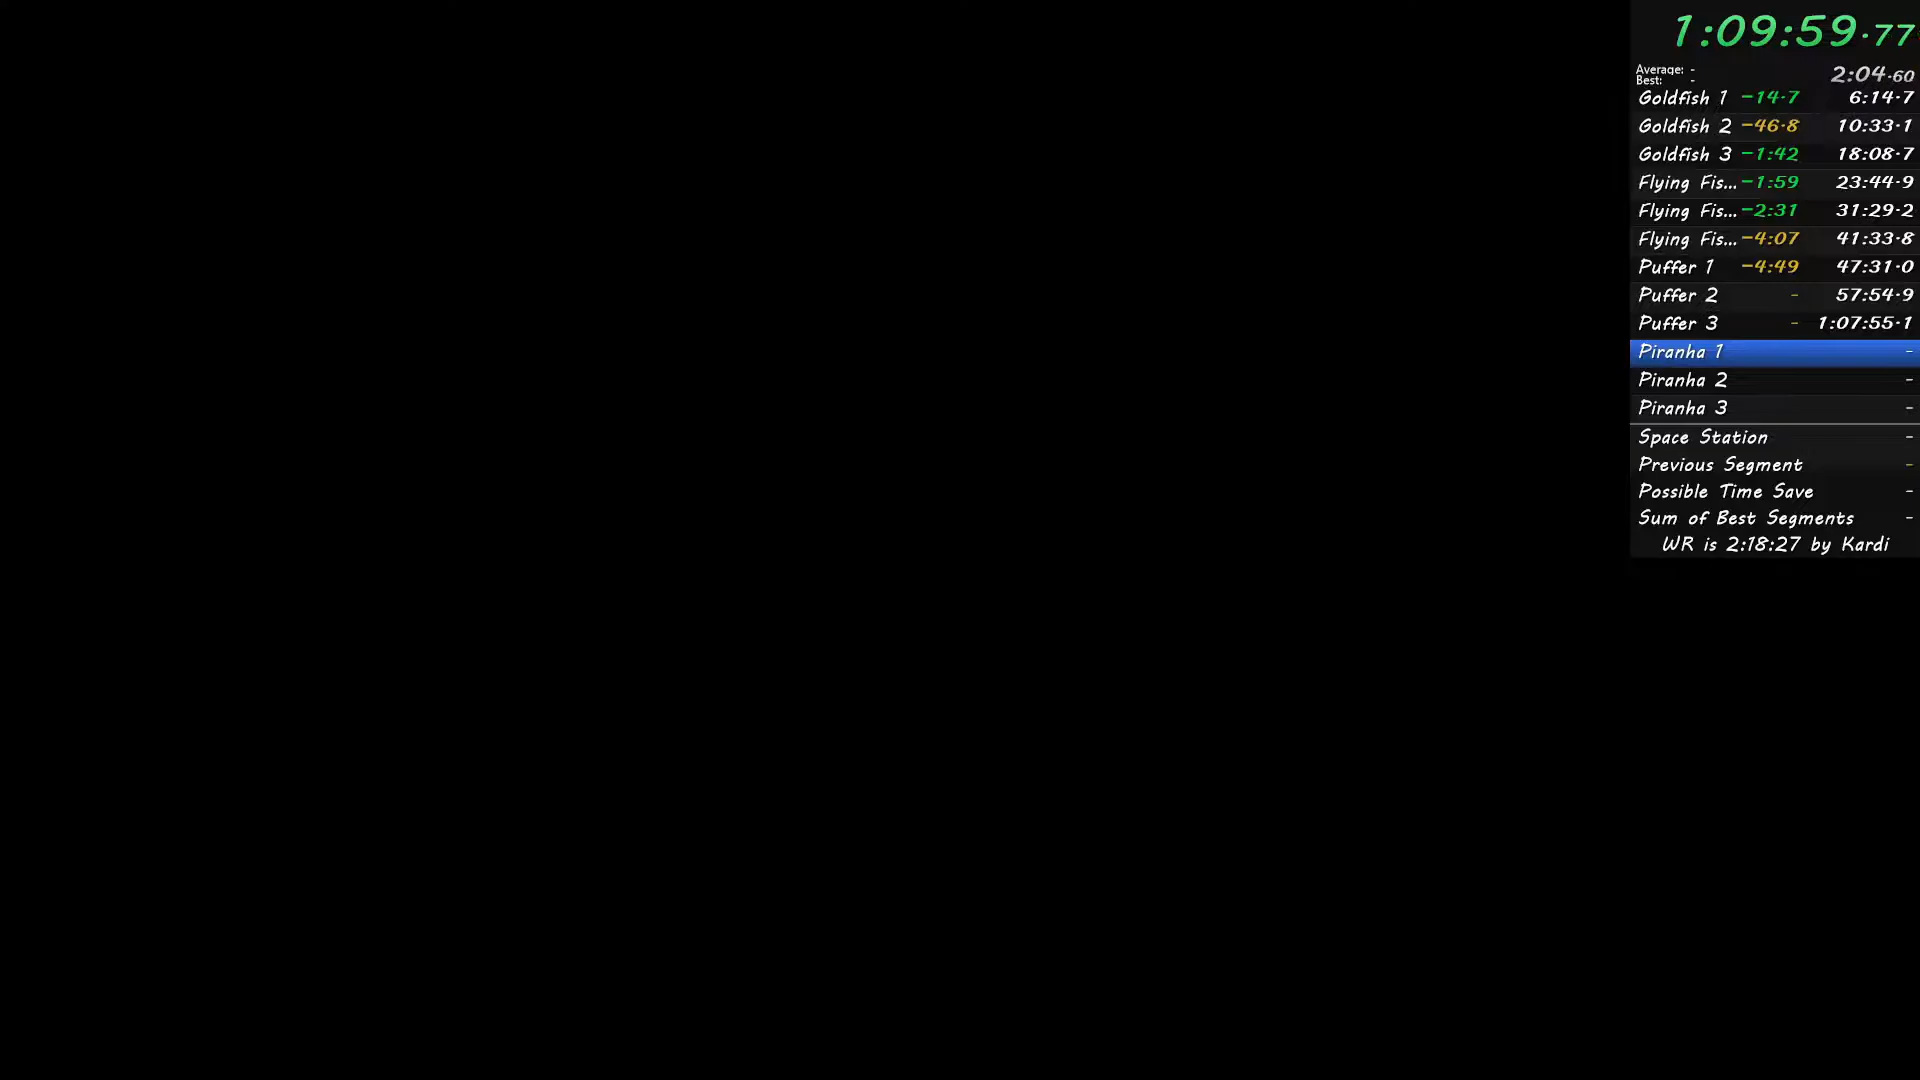 1:09:59.77
Average: -
Best: -
2:04.60
Goldfish 1 -14.7 6:14.7
Goldfish 2 -46.8 10:33.1
Goldfish 3 -1:42 18:08.7
Flying Fis... -1:59 23:44.9
Flying Fis... -2:31 31:29.2
Flying Fis... -4:07 41:33.8
Puffer 1 -4:49 47:31.0
Puffer 2 - 57:54.9
Puffer 3 - 1:07:55.1
Piranha 1 -
Piranha 2 -
Piranha 3 -
Space Station -
Previous Segment -
Possible Time Save -
Sum of Best Segments -
WR is 2:18:27 by Kardi